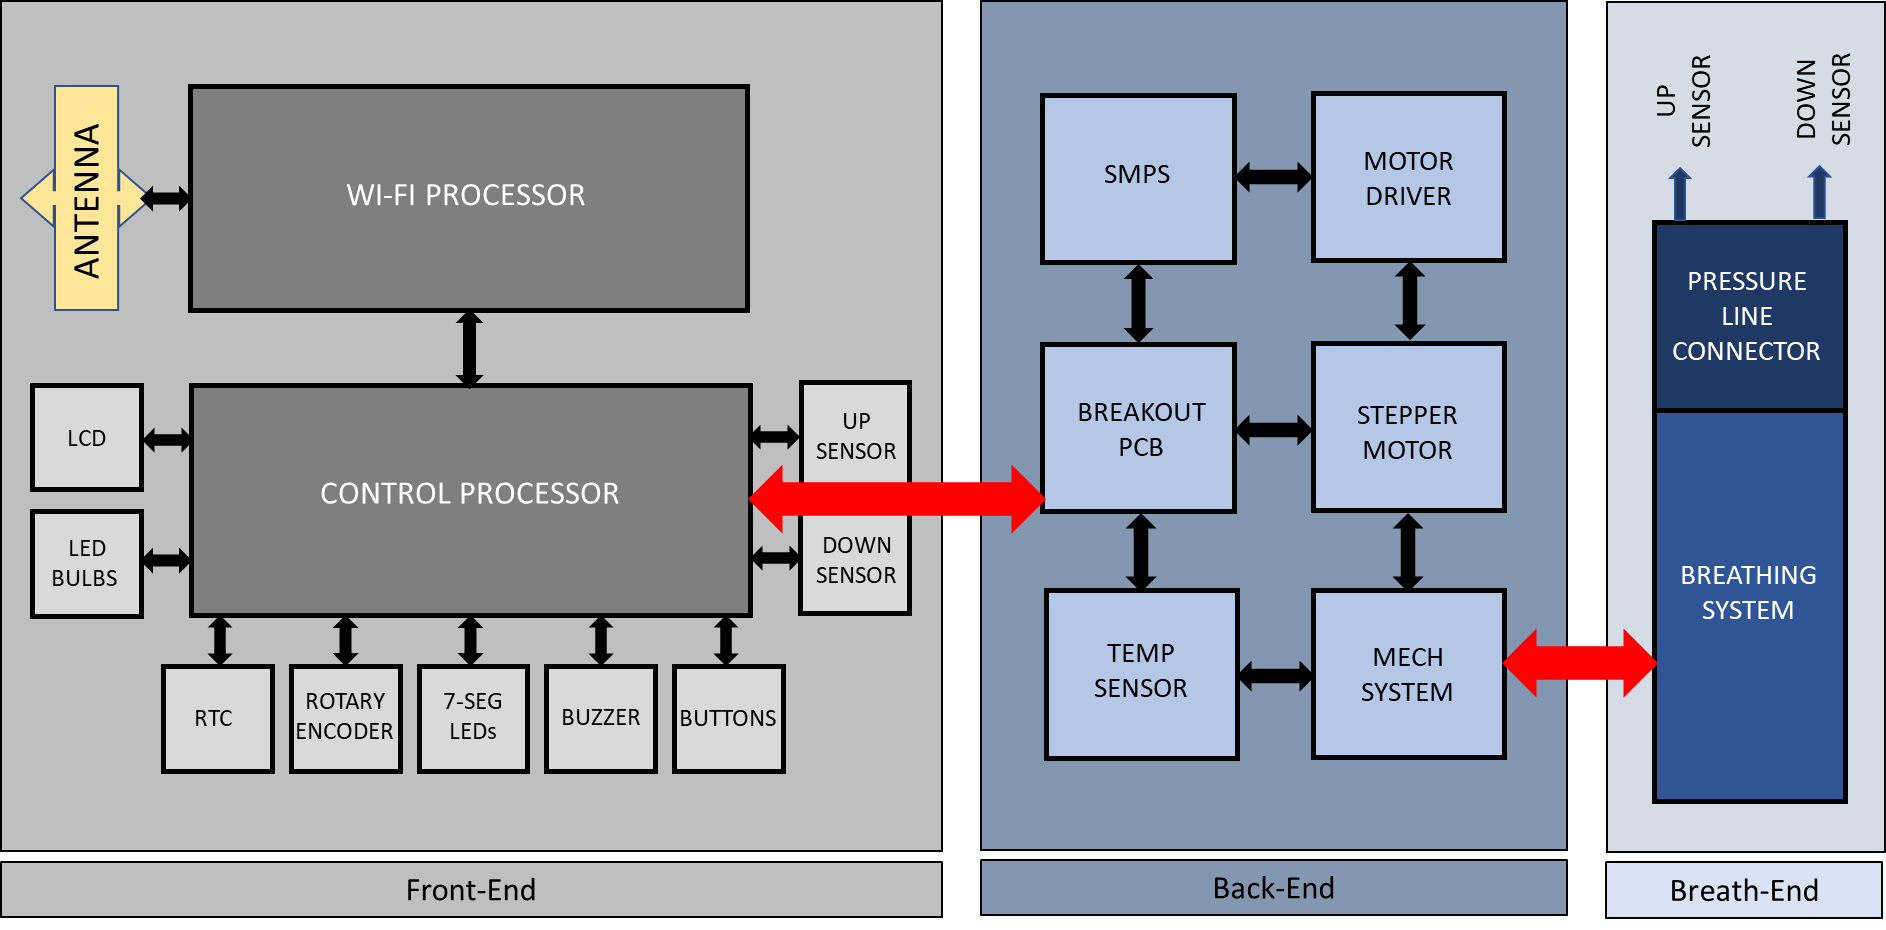 ANTENNA
WI-FI PROCESSOR
LCD
LED
BULBS
CONTROL PROCESSOR
UP
SENSOR
DOWN
SENSOR
RTC
ROTARY
ENCODER
7-SEG
LEDs
BUZZER
BUTTONS
Front-End
SMPS
MOTOR
DRIVER
BREAKOUT
PCB
STEPPER
MOTOR
TEMP
SENSOR
MECH
SYSTEM
Back-End
UP
SENSOR
DOWN
SENSOR
PRESSURE
LINE
CONNECTOR
BREATHING
SYSTEM
Breath-End